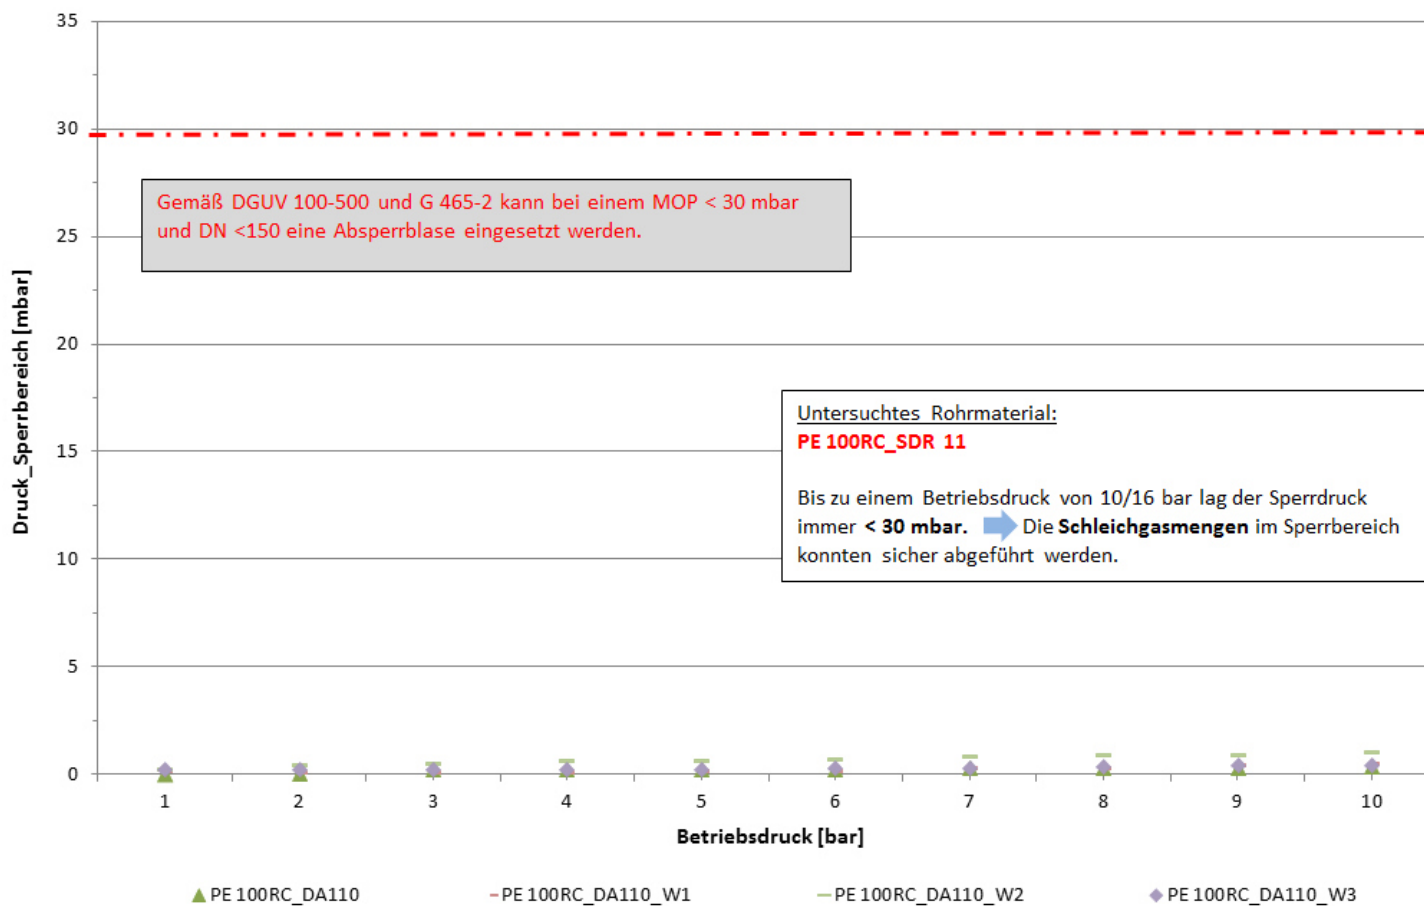 35
30
25
20
15
10
5
0
Druck_Sperrbereich [mbar]
Gemäß DGUV 100-500 und G 465-2 kann bei einem MOP < 30 mbar
und DN <150 eine Absperrblase eingesetzt werden.
Untersuchtes Rohrmaterial:
PE 100RC_SDR 11
Bis zu einem Betriebsdruck von 10/16 bar lag der Sperrdruck
immer < 30 mbar. Die Schleichgasmengen im Sperrbereich
konnten sicher abgeführt werden.
1 2 3 4 5 6 7 8 9 10
Betriebsdruck [bar]
PE 100RC_DA110 PE 100RC_DA110_W1 PE 100RC_DA110_W2 PE 100RC_DA110_W3